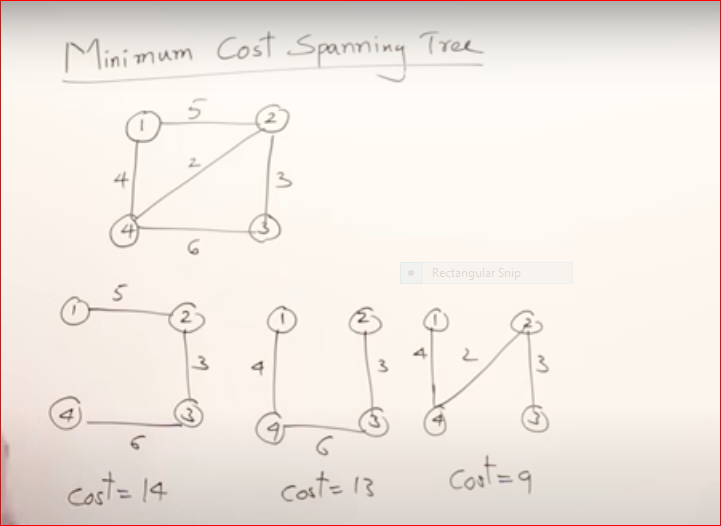 Minimum Cost Spanning Tree
5
1 2
2
4 3
4 3
6
Rectangular Snip
5
1 2 1 2 1 2
3 4 3 4 2 3
4 3 4 3 4 3
6 6
Cost = 14 Cost = 13 Cost = 9